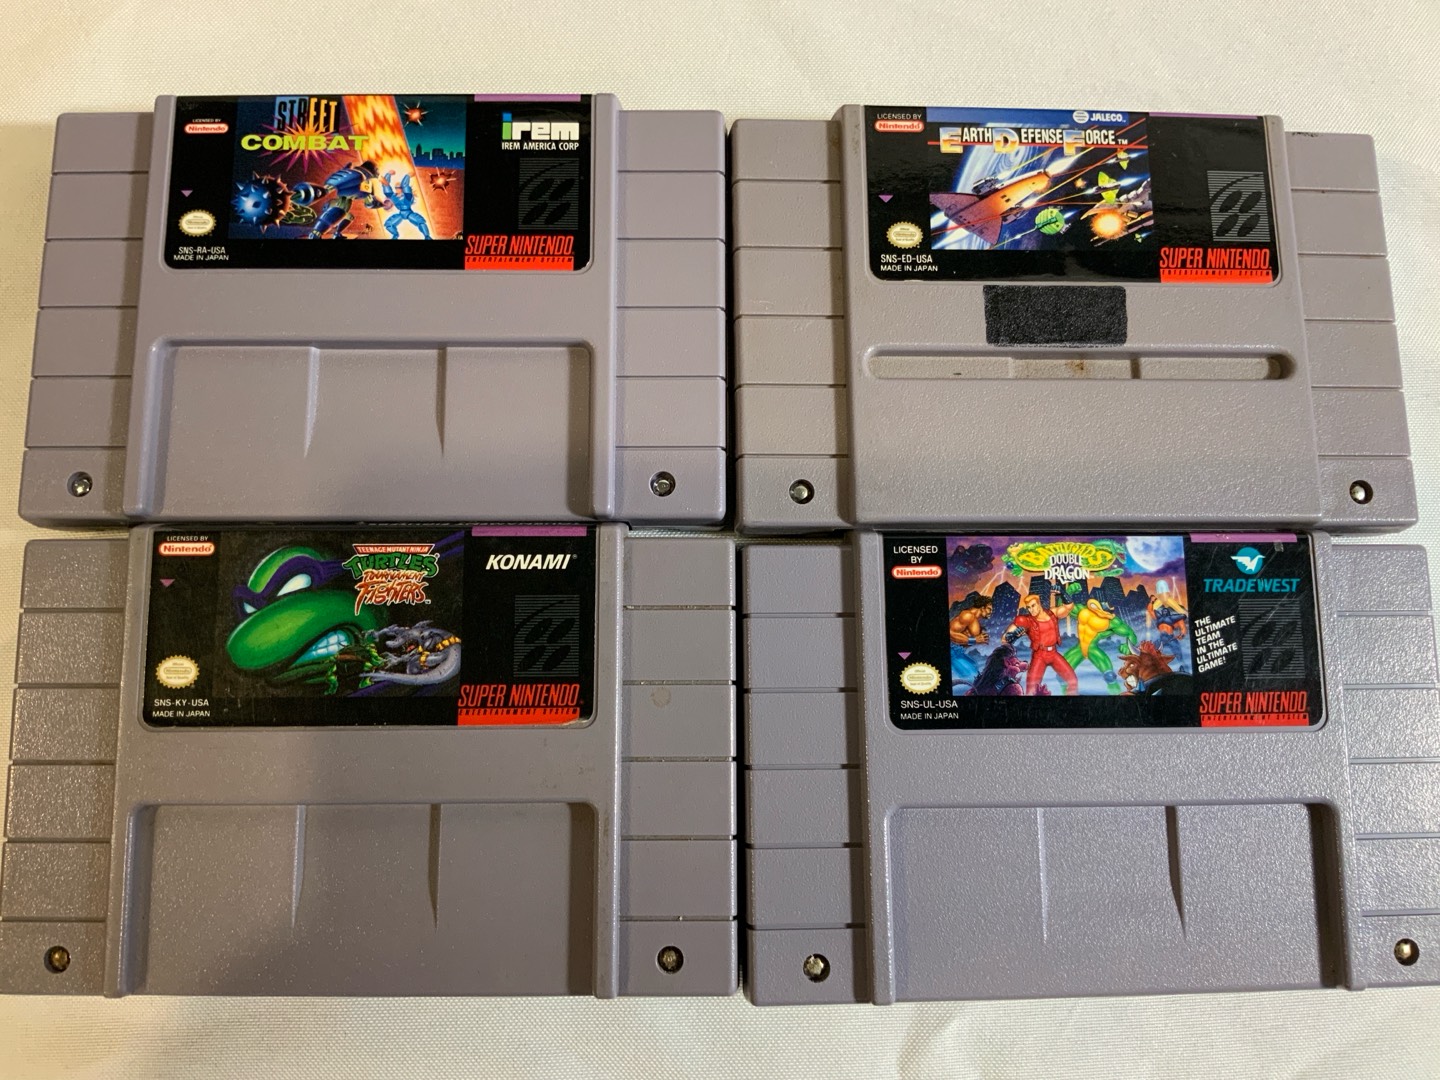 LICENSED BY
Nintendo
STREET
COMBAT
irem
IREM AMERICA CORP
SNS-RA-USA
MADE IN JAPAN
SUPER NINTENDO
ENTERTAINMENT SYSTEM
LICENSED BY
Nintendo
JALECO™
EARTH DEFENSE FORCE™
SNS-ED-USA
MADE IN JAPAN
SUPER NINTENDO
ENTERTAINMENT SYSTEM
LICENSED BY
Nintendo
TEENAGE MUTANT NINJA
TURTLES
TOURNAMENT
FIGHTERS™
KONAMI®
SNS-KY-USA
MADE IN JAPAN
SUPER NINTENDO
ENTERTAINMENT SYSTEM
LICENSED
BY
Nintendo
BATTLETOADS
DOUBLE
DRAGON
TRADEWEST
THE
ULTIMATE
TEAM
IN THE
ULTIMATE
GAME!
SNS-UL-USA
MADE IN JAPAN
SUPER NINTENDO
ENTERTAINMENT SYSTEM